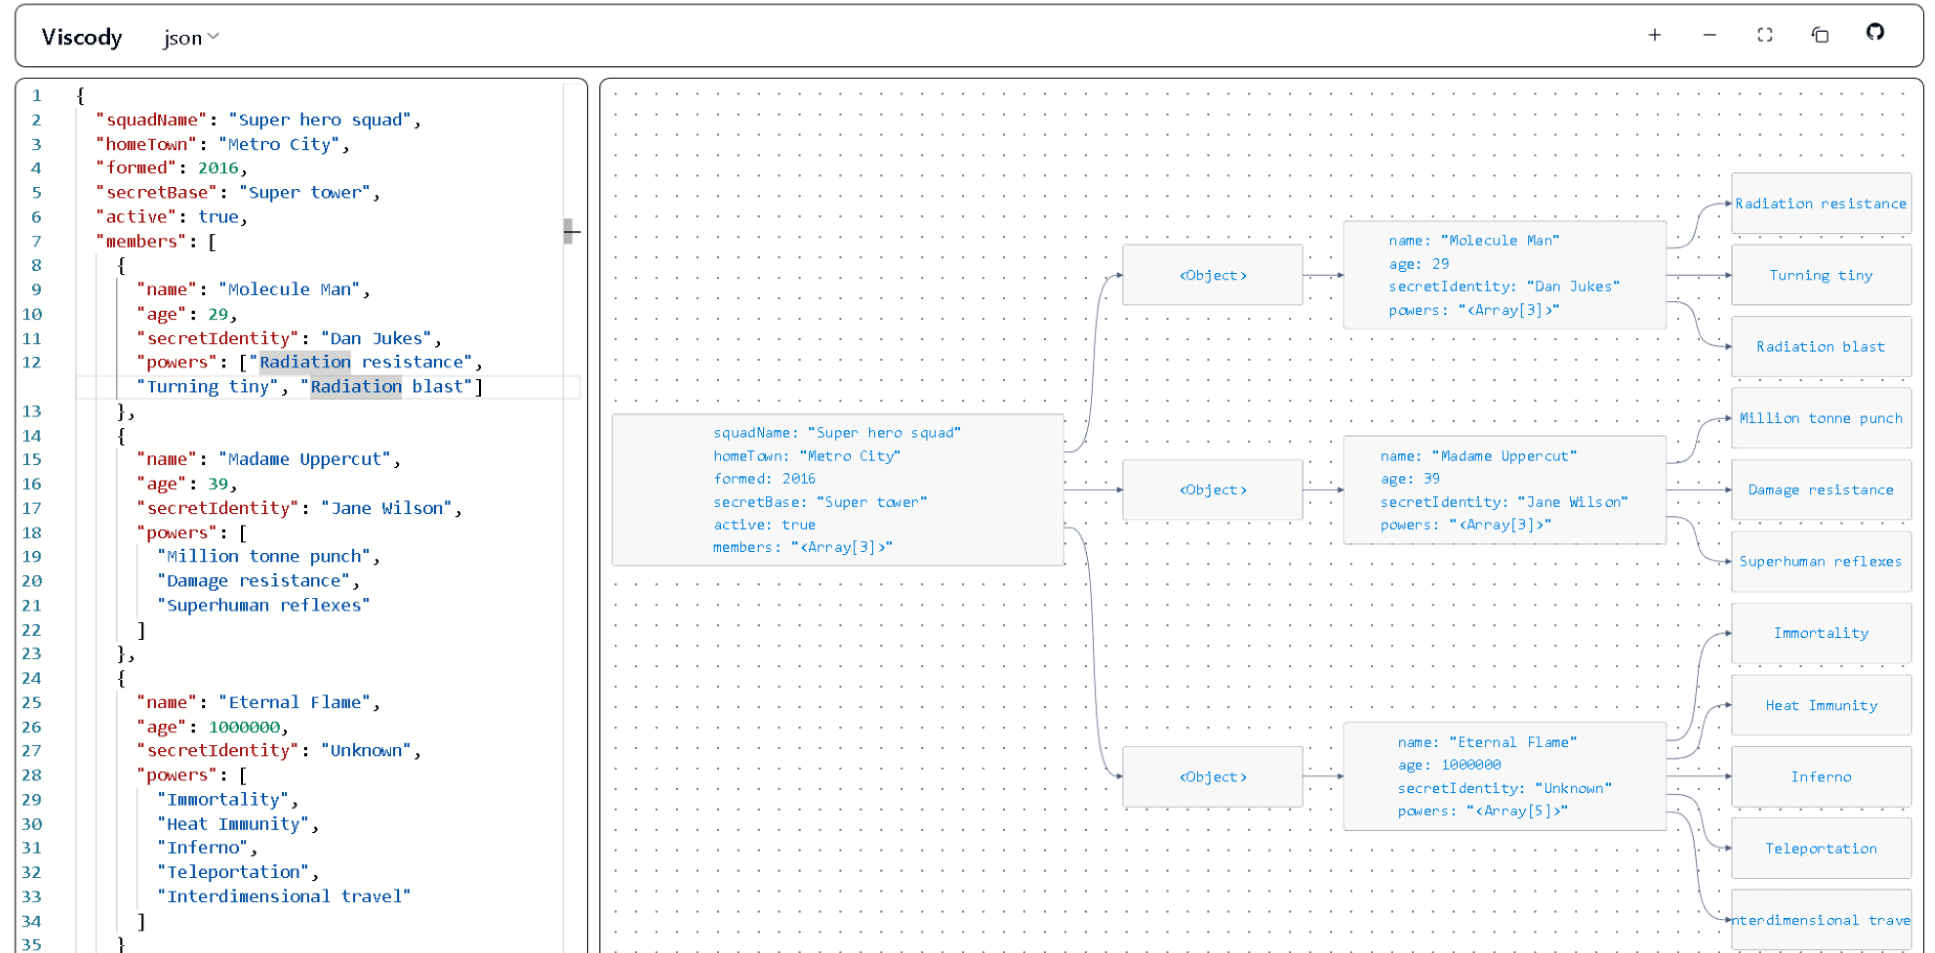 Viscody json
1 {
2 "squadName": "Super hero squad",
3 "homeTown": "Metro City",
4 "formed": 2016,
5 "secretBase": "Super tower",
6 "active": true,
7 "members": [
8 {
9 "name": "Molecule Man",
10 "age": 29,
11 "secretIdentity": "Dan Jukes",
12 "powers": ["Radiation resistance",
"Turning tiny", "Radiation blast"]
13 },
14 {
15 "name": "Madame Uppercut",
16 "age": 39,
17 "secretIdentity": "Jane Wilson",
18 "powers": [
19 "Million tonne punch",
20 "Damage resistance",
21 "Superhuman reflexes"
22 ]
23 },
24 {
25 "name": "Eternal Flame",
26 "age": 1000000,
27 "secretIdentity": "Unknown",
28 "powers": [
29 "Immortality",
30 "Heat Immunity",
31 "Inferno",
32 "Teleportation",
33 "Interdimensional travel"
34 ]
35 }
squadName: "Super hero squad"
homeTown: "Metro City"
formed: 2016
secretBase: "Super tower"
active: true
members: "<Array[3]>"
<Object>
name: "Molecule Man"
age: 29
secretIdentity: "Dan Jukes"
powers: "<Array[3]>"
Radiation resistance
Turning tiny
Radiation blast
<Object>
name: "Madame Uppercut"
age: 39
secretIdentity: "Jane Wilson"
powers: "<Array[3]>"
Million tonne punch
Damage resistance
Superhuman reflexes
<Object>
name: "Eternal Flame"
age: 1000000
secretIdentity: "Unknown"
powers: "<Array[5]>"
Immortality
Heat Immunity
Inferno
Teleportation
nterdimensional trave